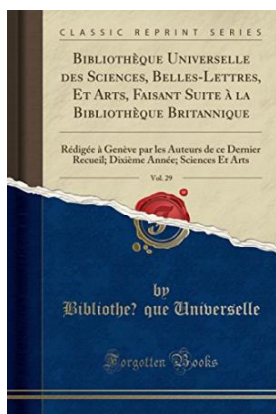 CLASSIC REPRINT SERIES
BIBLIOTHÈQUE UNIVERSELLE
DES SCIENCES, BELLES-LETTRES,
ET ARTS, FAISANT SUITE À LA
BIBLIOTHÈQUE BRITANNIQUE
Rédigée à Genève par les Auteurs de ce Dernier
Recueil; Dixième Année; Sciences Et Arts
Vol. 29
by
Bibliothe? que Universelle
Forgotten Books